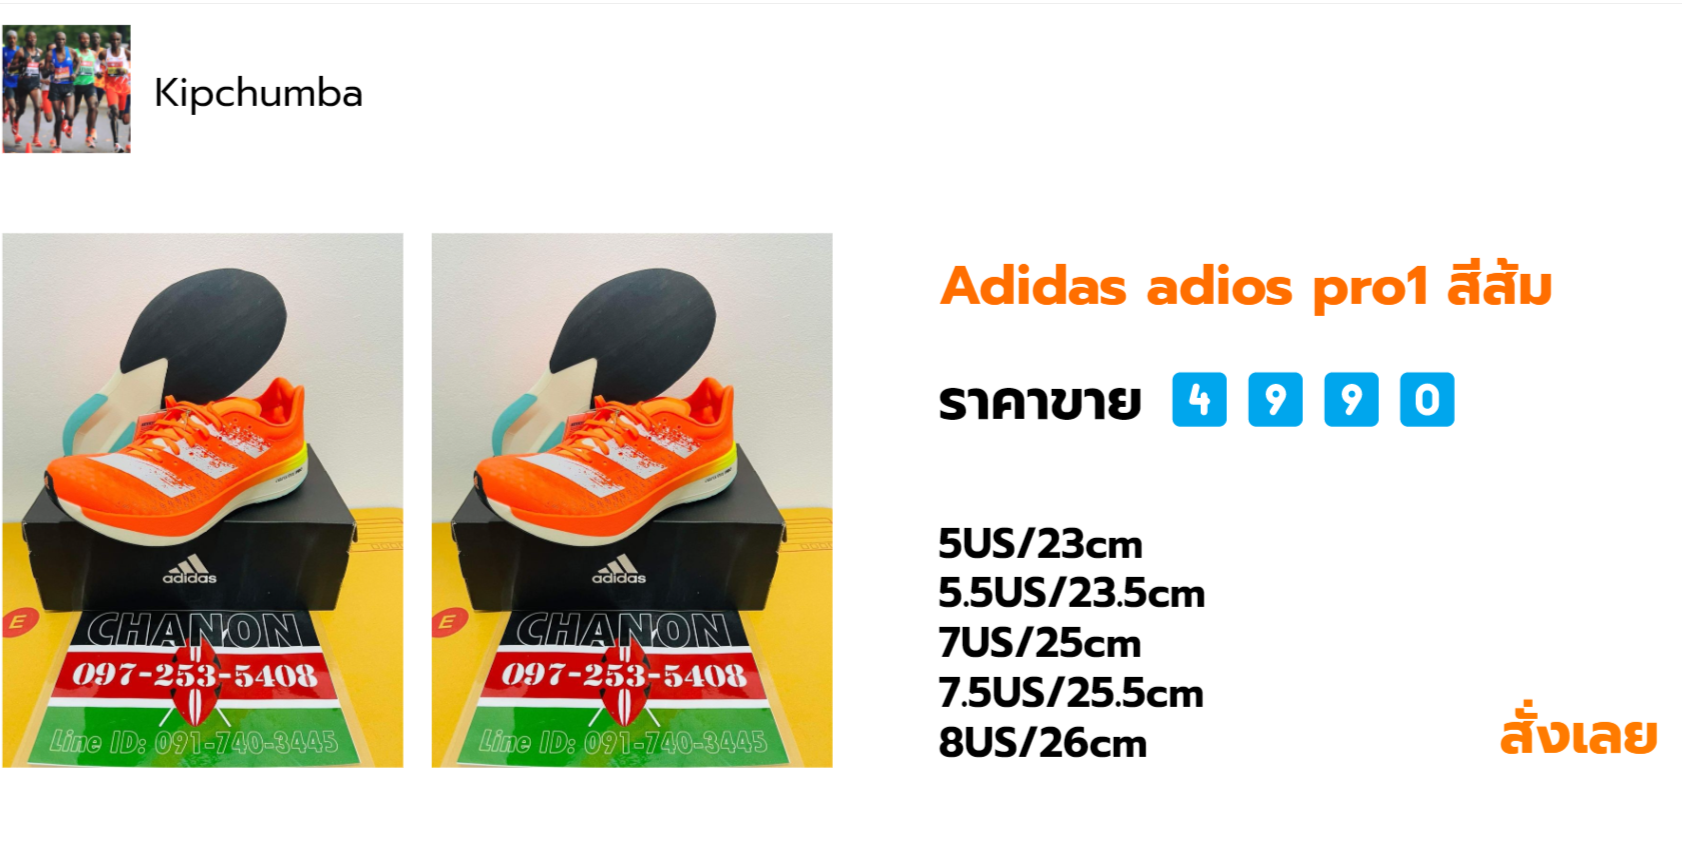 Kipchumba
adidas
E
CHANON
097-253-5408
Line ID: 091-740-3445
adidas
E
CHANON
097-253-5408
Line ID: 091-740-3445
Adidas adios pro1 สีส้ม
ราคาขาย 4 9 9 0
5US/23cm
5.5US/23.5cm
7US/25cm
7.5US/25.5cm
8US/26cm
สั่งเลย